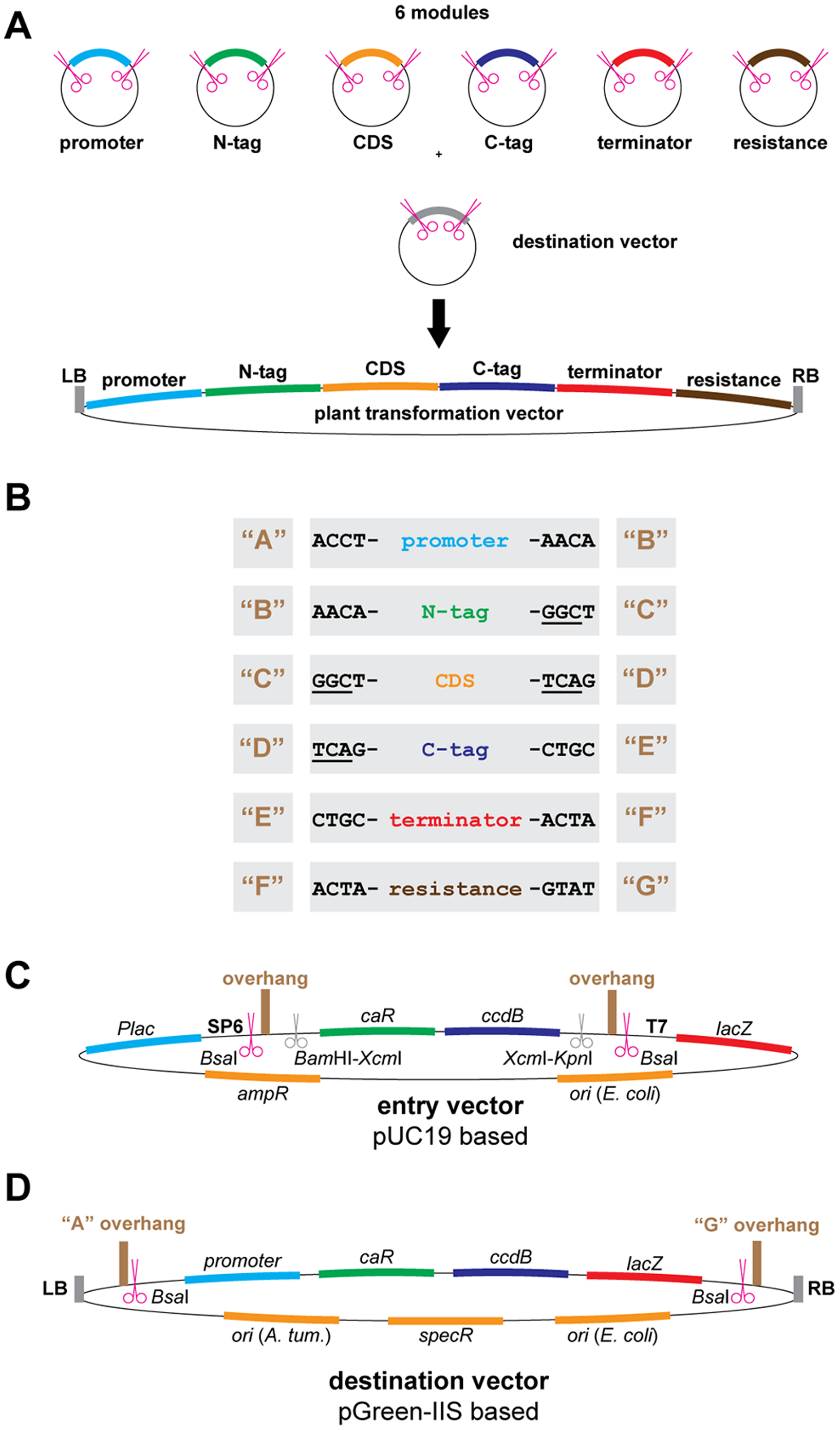 A
6 modules
promoter N-tag CDS C-tag terminator resistance
+
destination vector
LB promoter N-tag CDS C-tag terminator resistance RB
plant transformation vector
B
“A” ACCT- promoter -AACA “B”
“B” AACA- N-tag -GGCT “C”
“C” GGCT- CDS -TCAG “D”
“D” TCAG- C-tag -CTGC “E”
“E” CTGC- terminator -ACTA “F”
“F” ACTA- resistance -GTAT “G”
C
overhang overhang
Plac SP6 caR ccdB T7 lacZ
BsaI BamHI-XcmI XcmI-KpnI BsaI
ampR ori (E. coli)
entry vector
pUC19 based
D
“A” overhang “G” overhang
promoter caR ccdB lacZ
LB BsaI BsaI RB
ori (A. tum.) specR ori (E. coli)
destination vector
pGreen-IIS based